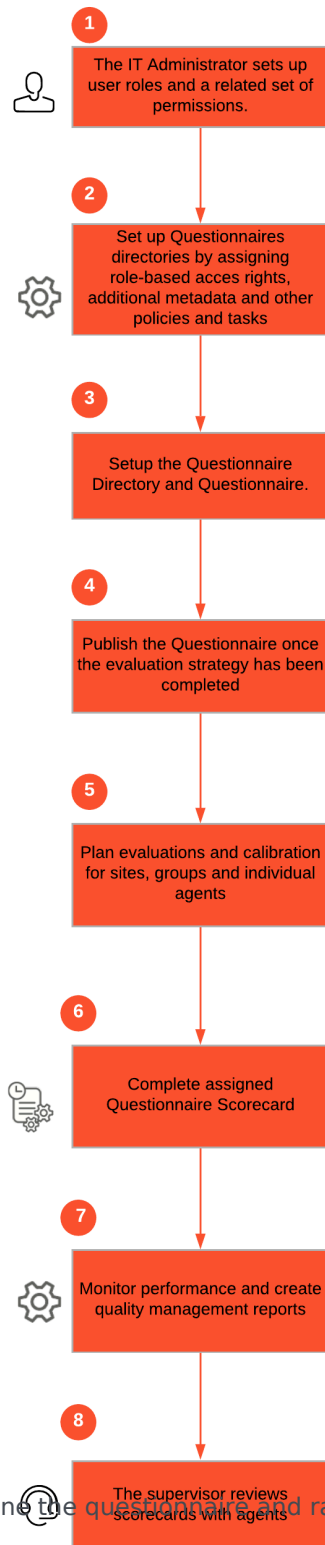 1
The IT Administrator sets up
user roles and a related set of
permissions.
2
Set up Questionnaires
directories by assigning
role-based acces rights,
additional metadata and other
policies and tasks
3
Setup the Questionnaire
Directory and Questionnaire.
4
Publish the Questionnaire once
the evaluation strategy has been
completed
5
Plan evaluations and calibration
for sites, groups and individual
agents
6
Complete assigned
Questionnaire Scorecard
7
Monitor performance and create
quality management reports
8
The supervisor reviews
scorecards with agents
the questionnaire and